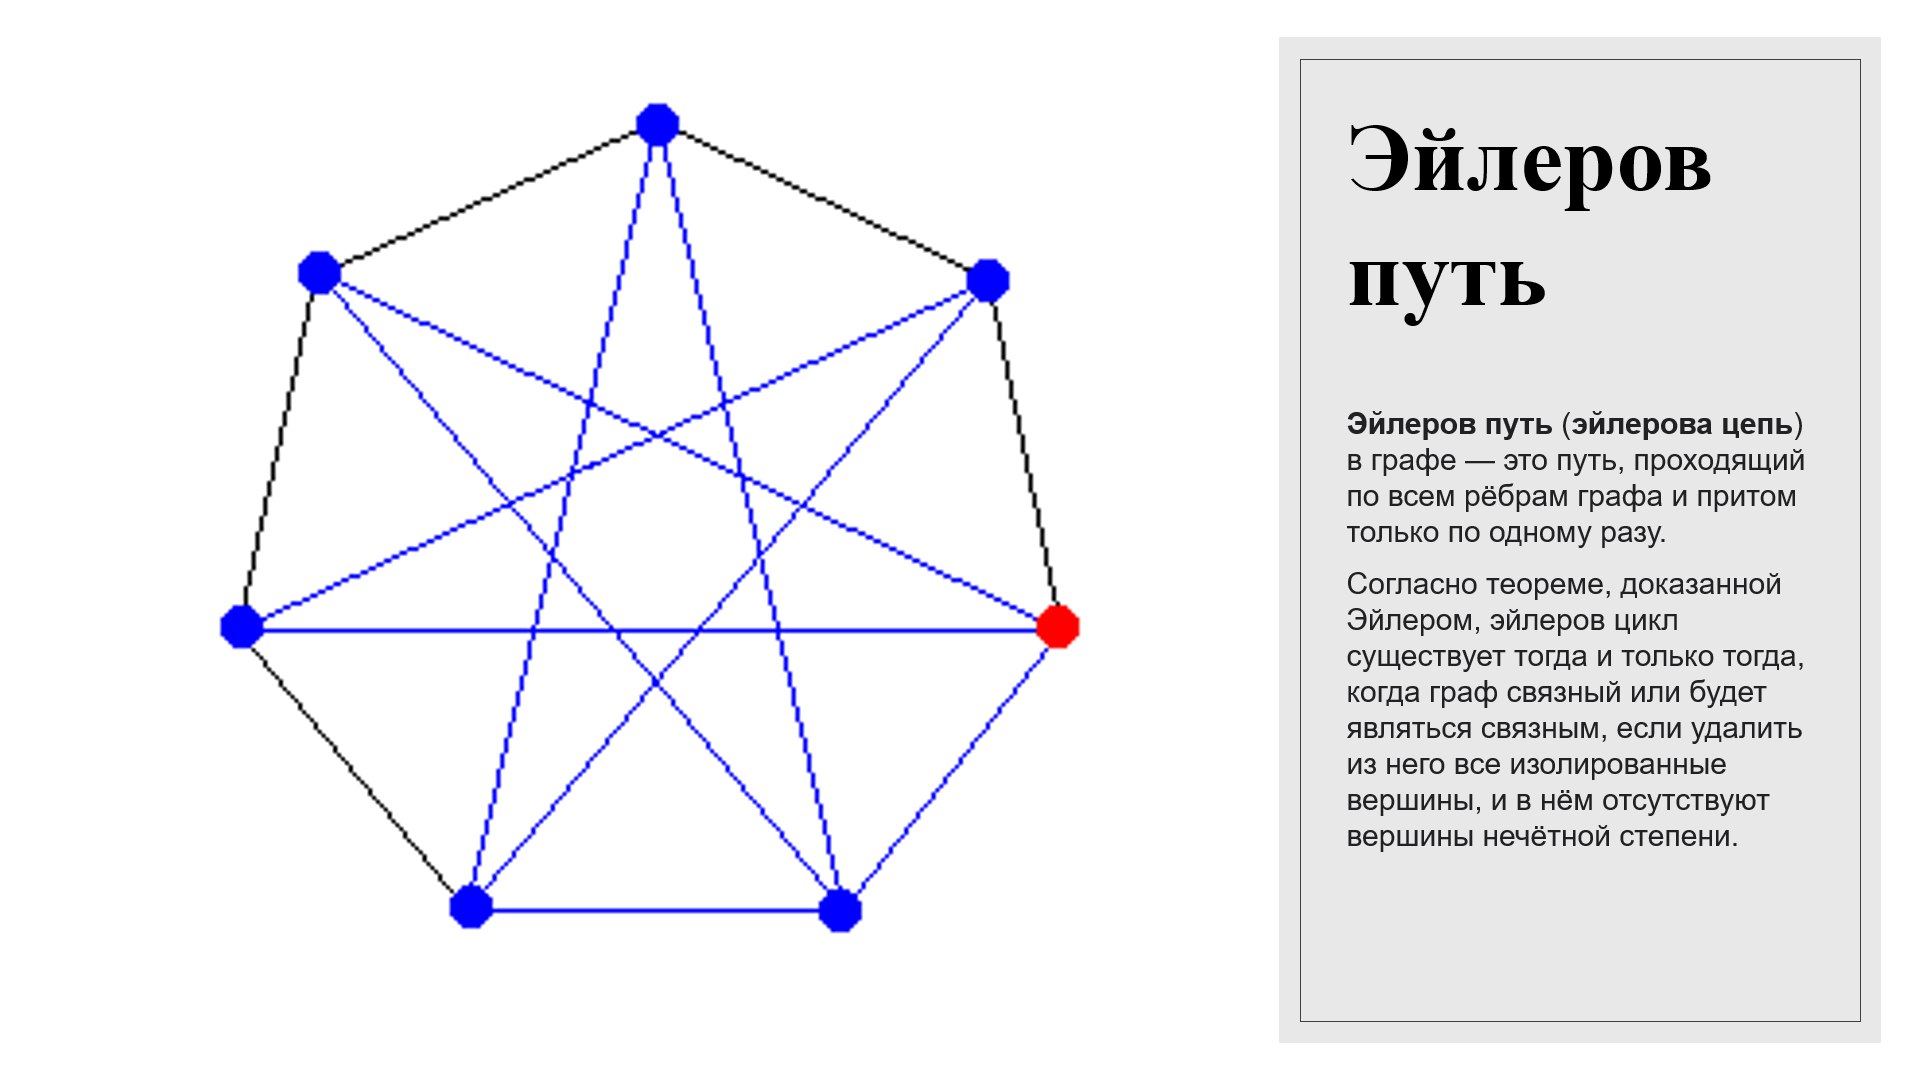 Эйлеров
путь
Эйлеров путь (эйлерова цепь)
в графе — это путь, проходящий
по всем рёбрам графа и притом
только по одному разу.
Согласно теореме, доказанной
Эйлером, эйлеров цикл
существует тогда и только тогда,
когда граф связный или будет
являться связным, если удалить
из него все изолированные
вершины, и в нём отсутствуют
вершины нечётной степени.